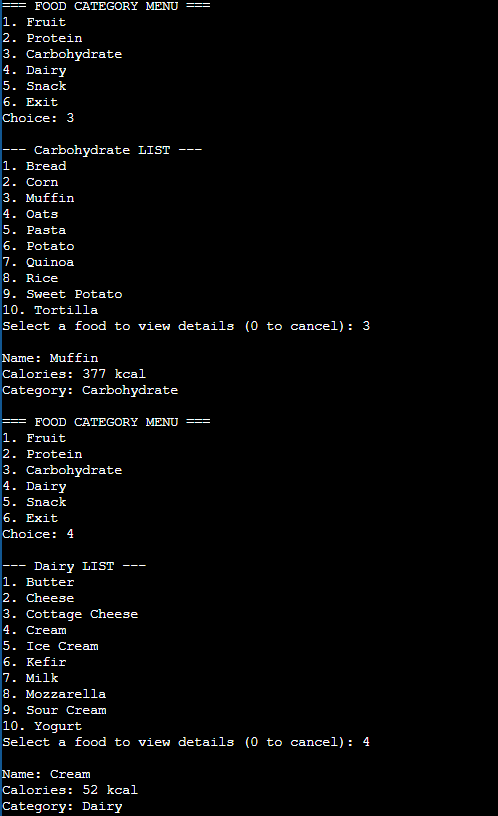 === FOOD CATEGORY MENU ===
1. Fruit
2. Protein
3. Carbohydrate
4. Dairy
5. Snack
6. Exit
Choice: 3
--- Carbohydrate LIST ---
1. Bread
2. Corn
3. Muffin
4. Oats
5. Pasta
6. Potato
7. Quinoa
8. Rice
9. Sweet Potato
10. Tortilla
Select a food to view details (0 to cancel): 3
Name: Muffin
Calories: 377 kcal
Category: Carbohydrate
=== FOOD CATEGORY MENU ===
1. Fruit
2. Protein
3. Carbohydrate
4. Dairy
5. Snack
6. Exit
Choice: 4
--- Dairy LIST ---
1. Butter
2. Cheese
3. Cottage Cheese
4. Cream
5. Ice Cream
6. Kefir
7. Milk
8. Mozzarella
9. Sour Cream
10. Yogurt
Select a food to view details (0 to cancel): 4
Name: Cream
Calories: 52 kcal
Category: Dairy